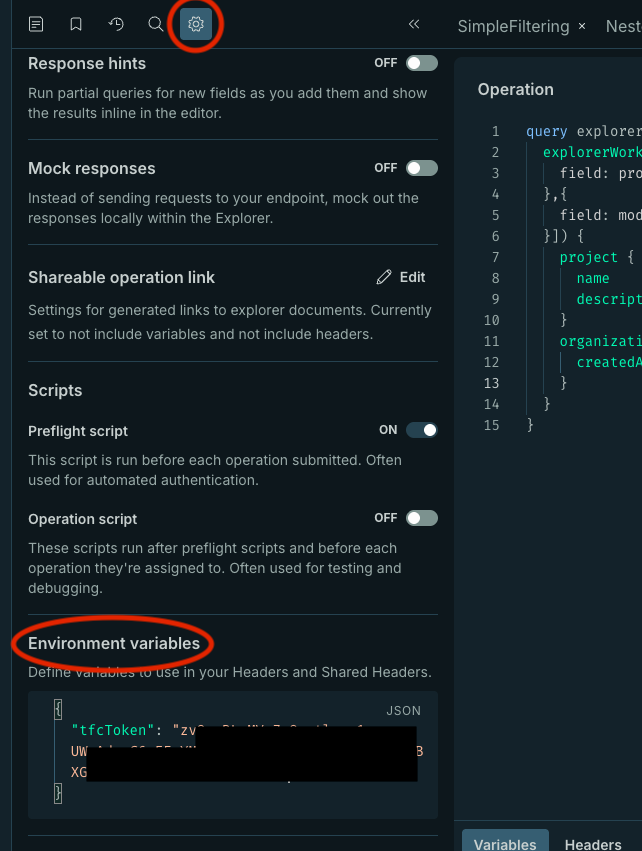 SimpleFiltering ×
Nest
Response hints
OFF
Run partial queries for new fields as you add them and show
the results inline in the editor.
Mock responses
OFF
Instead of sending requests to your endpoint, mock out the
responses locally within the Explorer.
Shareable operation link
Edit
Settings for generated links to explorer documents. Currently
set to not include variables and not include headers.
Scripts
Preflight script
ON
This script is run before each operation submitted. Often
used for automated authentication.
Operation script
OFF
These scripts run after preflight scripts and before each
operation they're assigned to. Often used for testing and
debugging.
Environment variables
Define variables to use in your Headers and Shared Headers.
JSON
{
"tfcToken": "zv
UW B
XG
}
Operation
1 query explorer
2 explorerWork
3 field: pro
4 },{
5 field: mod
6 }]) {
7 project {
8 name
9 descript
10 }
11 organizati
12 createdA
13 }
14 }
15 }
Variables
Headers